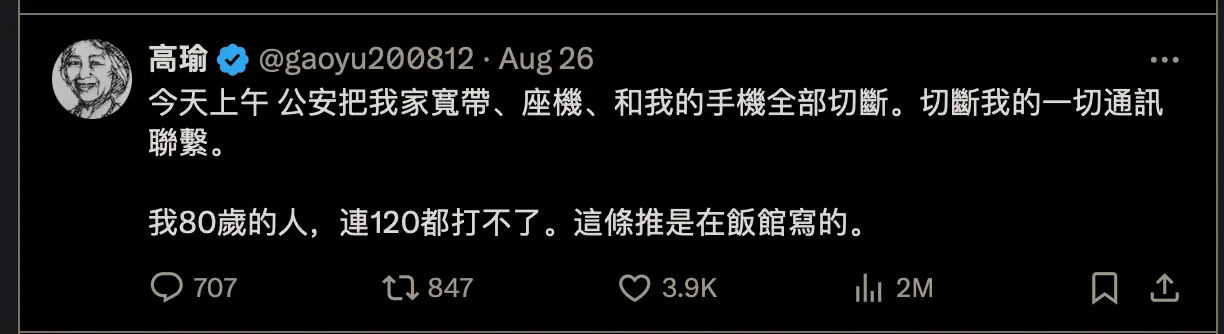 高瑜 @gaoyu200812 · Aug 26
今天上午 公安把我家寬帶、座機、和我的手機全部切斷。切斷我的一切通訊
聯繫。
我80歲的人，連120都打不了。這條推是在飯館寫的。
707 847 3.9K 2M